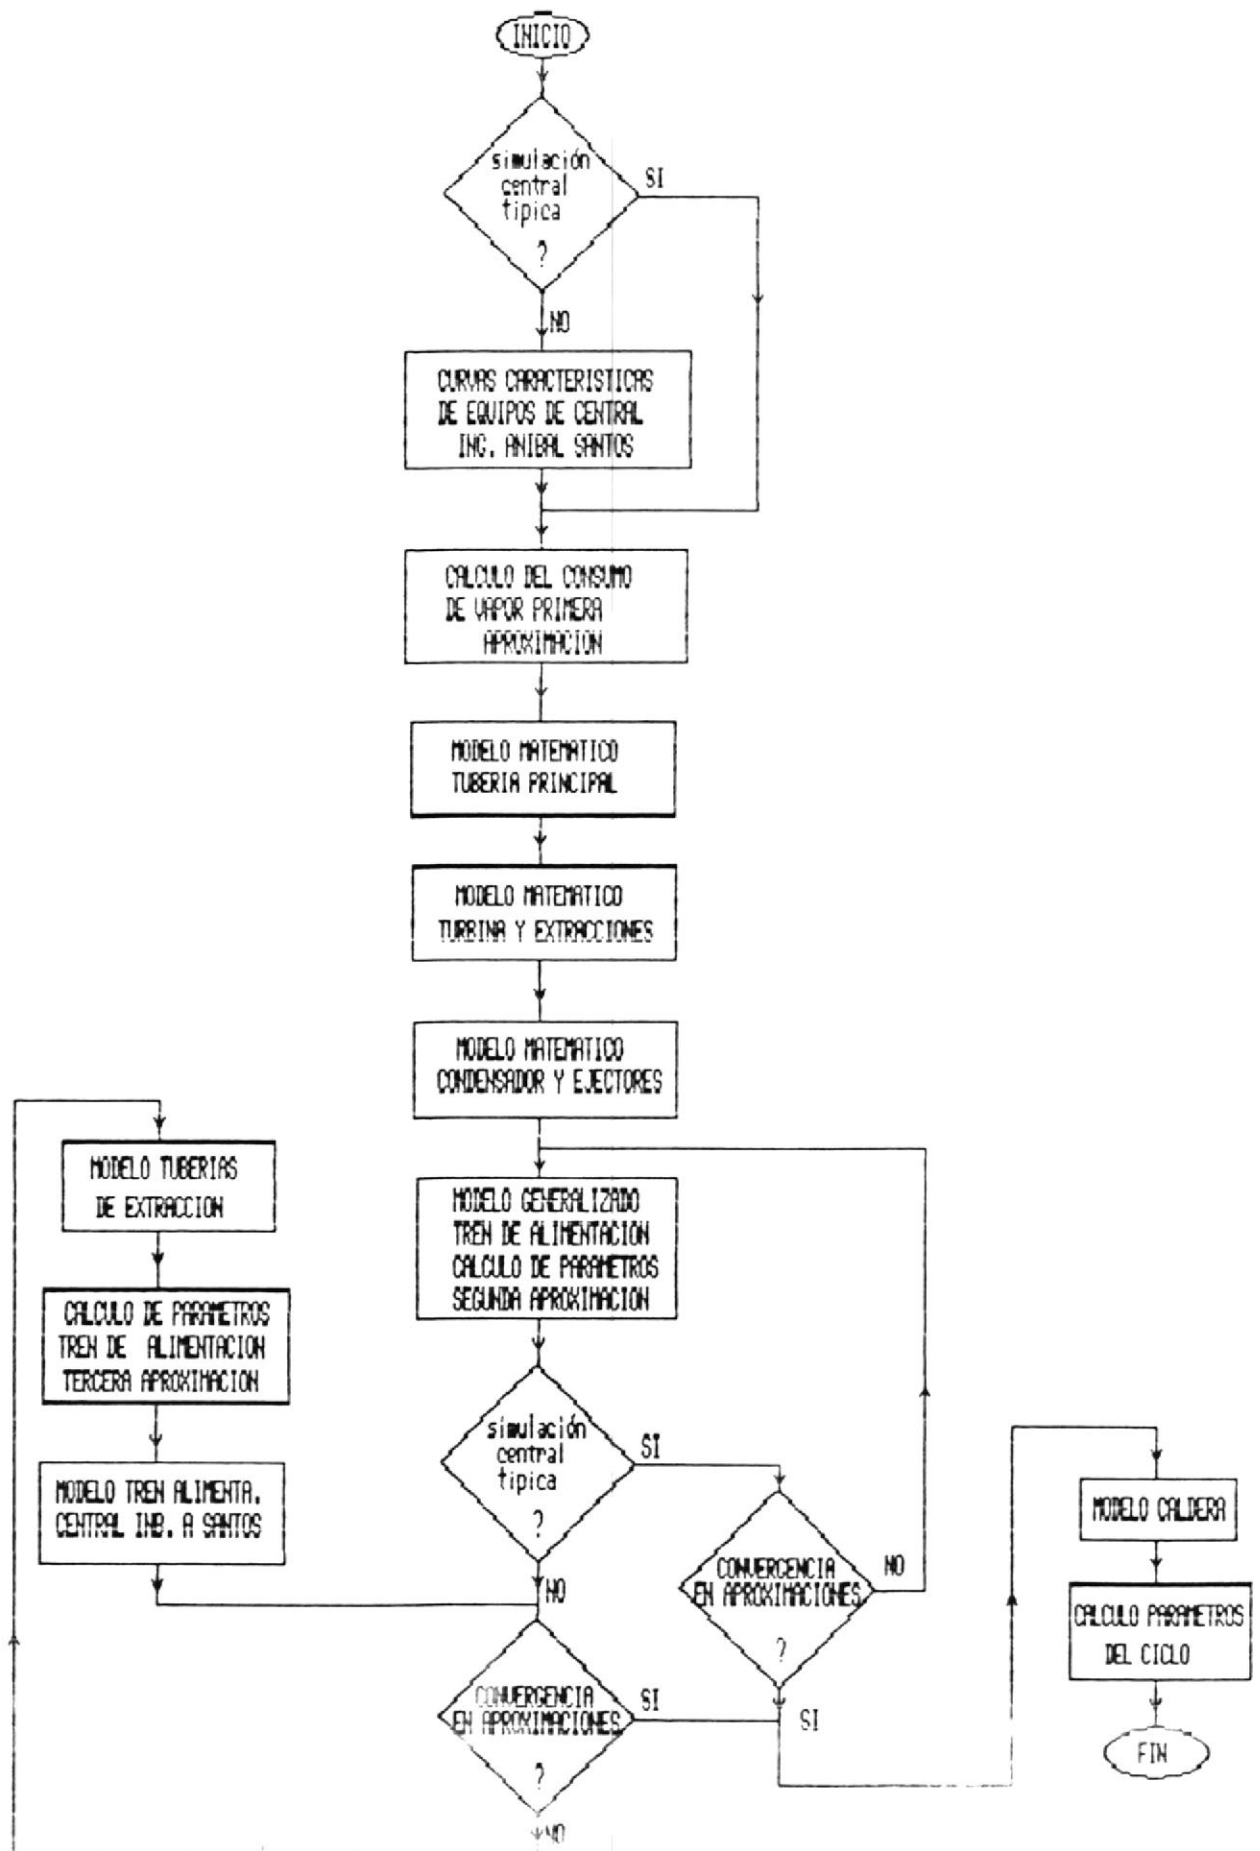 INICIO
simulación
central
típica
?
SI
NO
CURVAS CARACTERISTICAS
DE EQUIPOS DE CENTRAL
ING. ANIBAL SANTOS
CALCULO DEL CONSUMO
DE VAPOR PRIMERA
APROXIMACION
MODELO MATEMATICO
TUBERIA PRINCIPAL
MODELO MATEMATICO
TURBINA Y EXTRACCIONES
MODELO MATEMATICO
CONDENSADOR Y EJECTORES
MODELO GENERALIZADO
TREN DE ALIMENTACION
CALCULO DE PARAMETROS
SEGUNDA APROXIMACION
simulación
central
típica
?
SI
NO
CONVERGENCIA
EN APROXIMACIONES
?
NO
SI
CONVERGENCIA
EN APROXIMACIONES
?
SI
NO
MODELO TUBERIAS
DE EXTRACCION
CALCULO DE PARAMETROS
TREN DE ALIMENTACION
TERCERA APROXIMACION
MODELO TREN ALIMENTA.
CENTRAL ING. A SANTOS
MODELO CALDERA
CALCULO PARAMETROS
DEL CICLO
FIN